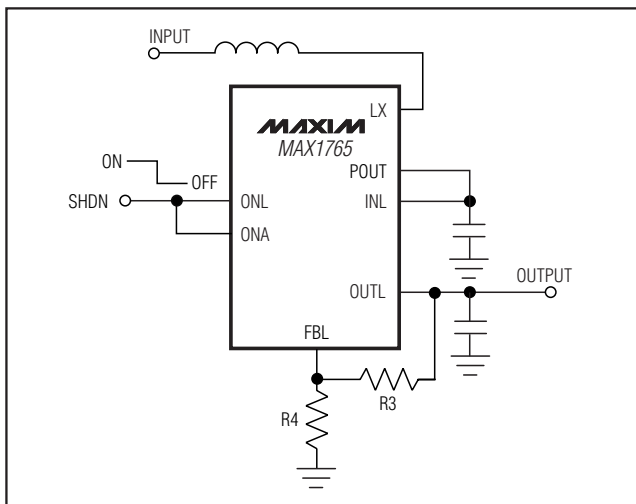 INPUT
LX
MAXIM
MAX1765
POUT
ON
OFF
SHDN
ONL
INL
ONA
OUTPUT
OUTL
FBL
R3
R4